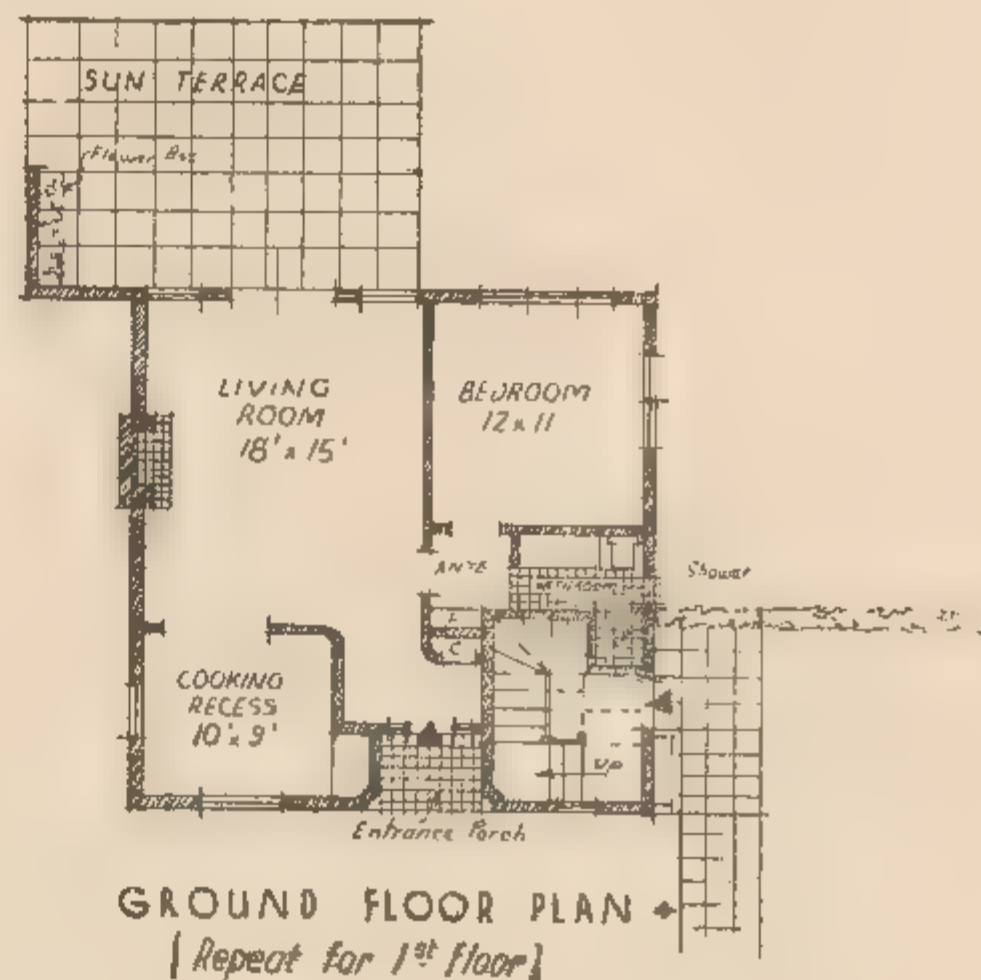 SUN TERRACE
Flower Box
LIVING
ROOM
18' x 15'
BEDROOM
12 x 11
ANTE
BATHROOM
Shower
C
COOKING
RECESS
10' x 9'
UP
Entrance Porch
GROUND FLOOR PLAN
[Repeat for 1st floor]